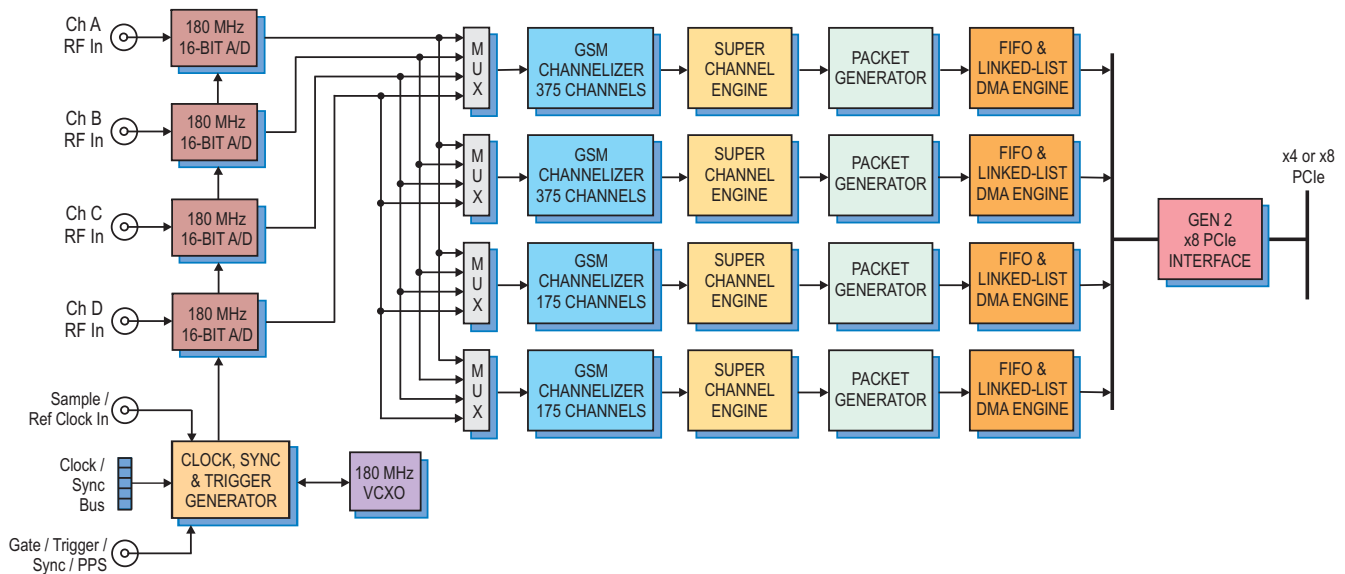 Ch A
RF In
180 MHz
16-BIT A/D
M
U
X
GSM
CHANNELIZER
375 CHANNELS
SUPER
CHANNEL
ENGINE
PACKET
GENERATOR
FIFO &
LINKED-LIST
DMA ENGINE
Ch B
RF In
180 MHz
16-BIT A/D
M
U
X
GSM
CHANNELIZER
375 CHANNELS
SUPER
CHANNEL
ENGINE
PACKET
GENERATOR
FIFO &
LINKED-LIST
DMA ENGINE
x4 or x8
PCIe
Ch C
RF In
180 MHz
16-BIT A/D
GEN 2
x8 PCIe
INTERFACE
M
U
X
GSM
CHANNELIZER
175 CHANNELS
SUPER
CHANNEL
ENGINE
PACKET
GENERATOR
FIFO &
LINKED-LIST
DMA ENGINE
Ch D
RF In
180 MHz
16-BIT A/D
M
U
X
GSM
CHANNELIZER
175 CHANNELS
SUPER
CHANNEL
ENGINE
PACKET
GENERATOR
FIFO &
LINKED-LIST
DMA ENGINE
Sample /
Ref Clock In
Clock /
Sync
Bus
CLOCK, SYNC
& TRIGGER
GENERATOR
180 MHz
VCXO
Gate / Trigger /
Sync / PPS